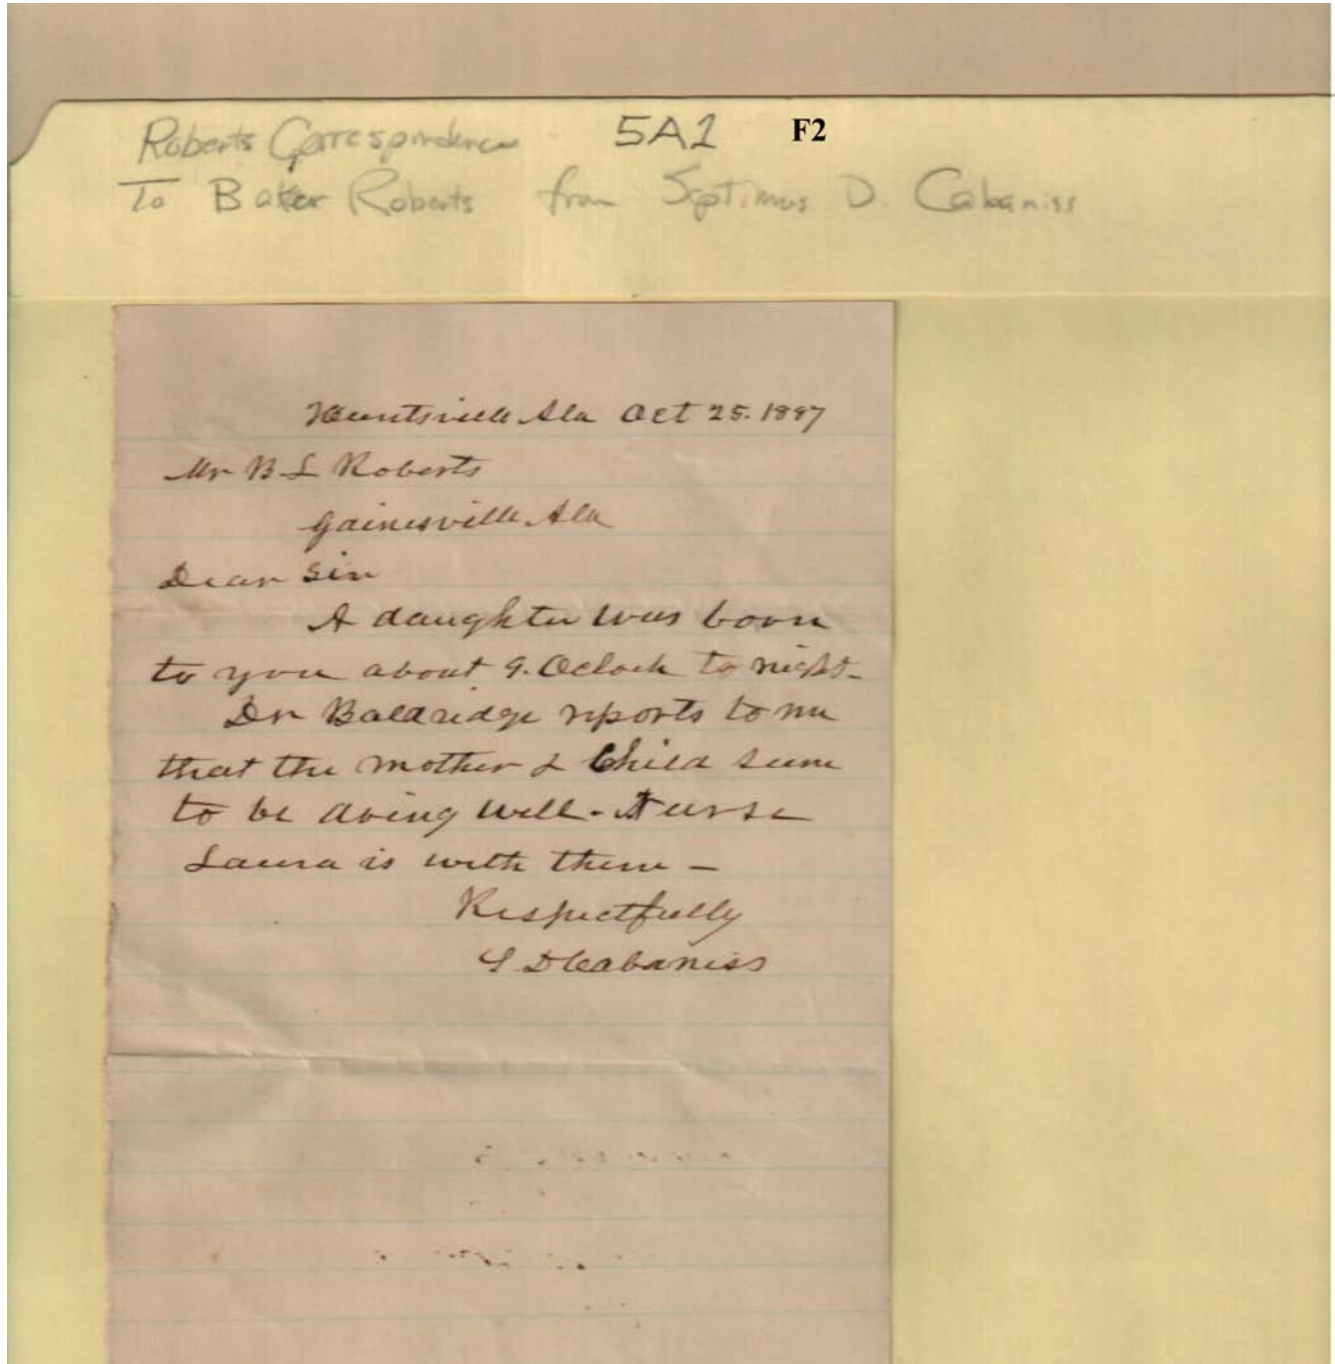 Roberts Correspondence 5A1 F2
To Baker Roberts from Septimus D. Cabaniss
Huntsville Ala Oct 25. 1887
Mr B L Roberts
Gainesville Ala
Dear Sir
A daughter was born
to you about 9. Oclock to night-
Dr Baldridge reports to me
that the mother & Child seem
to be doing well - Nurse
Laura is with them -
Respectfully
S D Cabaniss